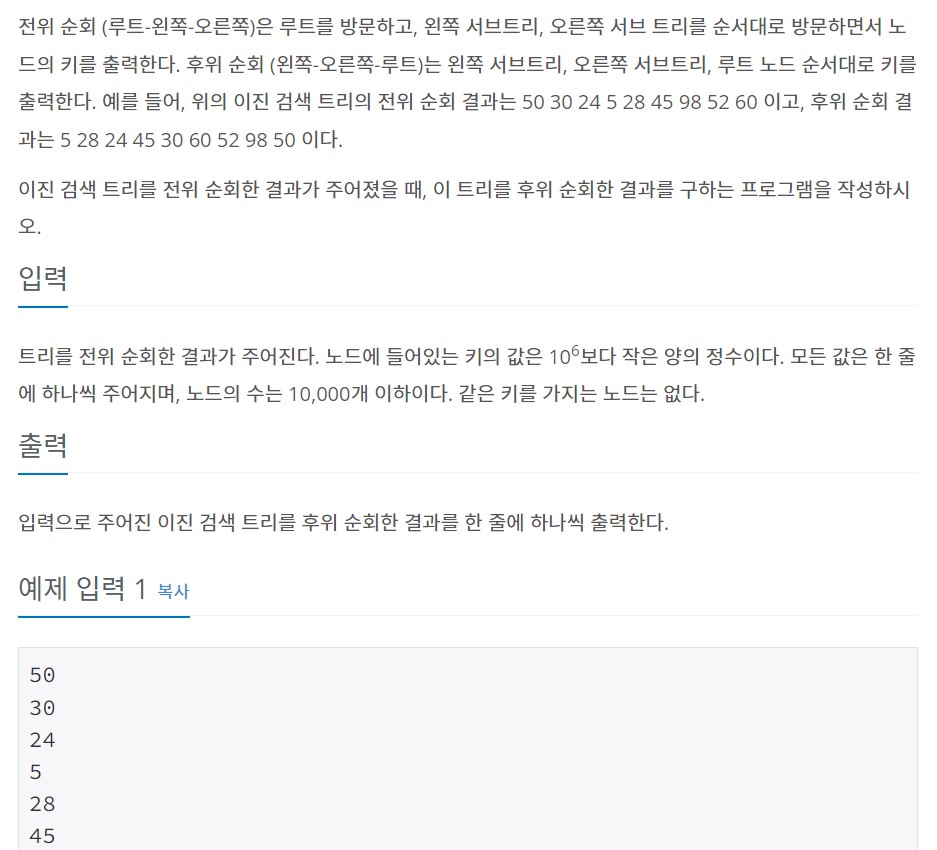 전위 순회 (루트-왼쪽-오른쪽)은 루트를 방문하고, 왼쪽 서브트리, 오른쪽 서브 트리를 순서대로 방문하면서 노
드의 키를 출력한다. 후위 순회 (왼쪽-오른쪽-루트)는 왼쪽 서브트리, 오른쪽 서브트리, 루트 노드 순서대로 키를
출력한다. 예를 들어, 위의 이진 검색 트리의 전위 순회 결과는 50 30 24 5 28 45 98 52 60 이고, 후위 순회 결
과는 5 28 24 45 30 60 52 98 50 이다.
이진 검색 트리를 전위 순회한 결과가 주어졌을 때, 이 트리를 후위 순회한 결과를 구하는 프로그램을 작성하시
오.
입력
트리를 전위 순회한 결과가 주어진다. 노드에 들어있는 키의 값은 10⁶보다 작은 양의 정수이다. 모든 값은 한 줄
에 하나씩 주어지며, 노드의 수는 10,000개 이하이다. 같은 키를 가지는 노드는 없다.
출력
입력으로 주어진 이진 검색 트리를 후위 순회한 결과를 한 줄에 하나씩 출력한다.
예제 입력 1 복사
50
30
24
5
28
45